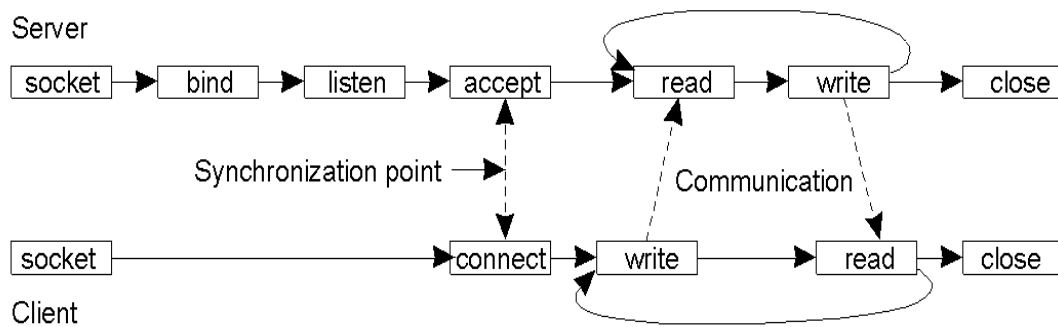 Server
socket bind listen accept read write close
Synchronization point
Communication
socket connect write read close
Client